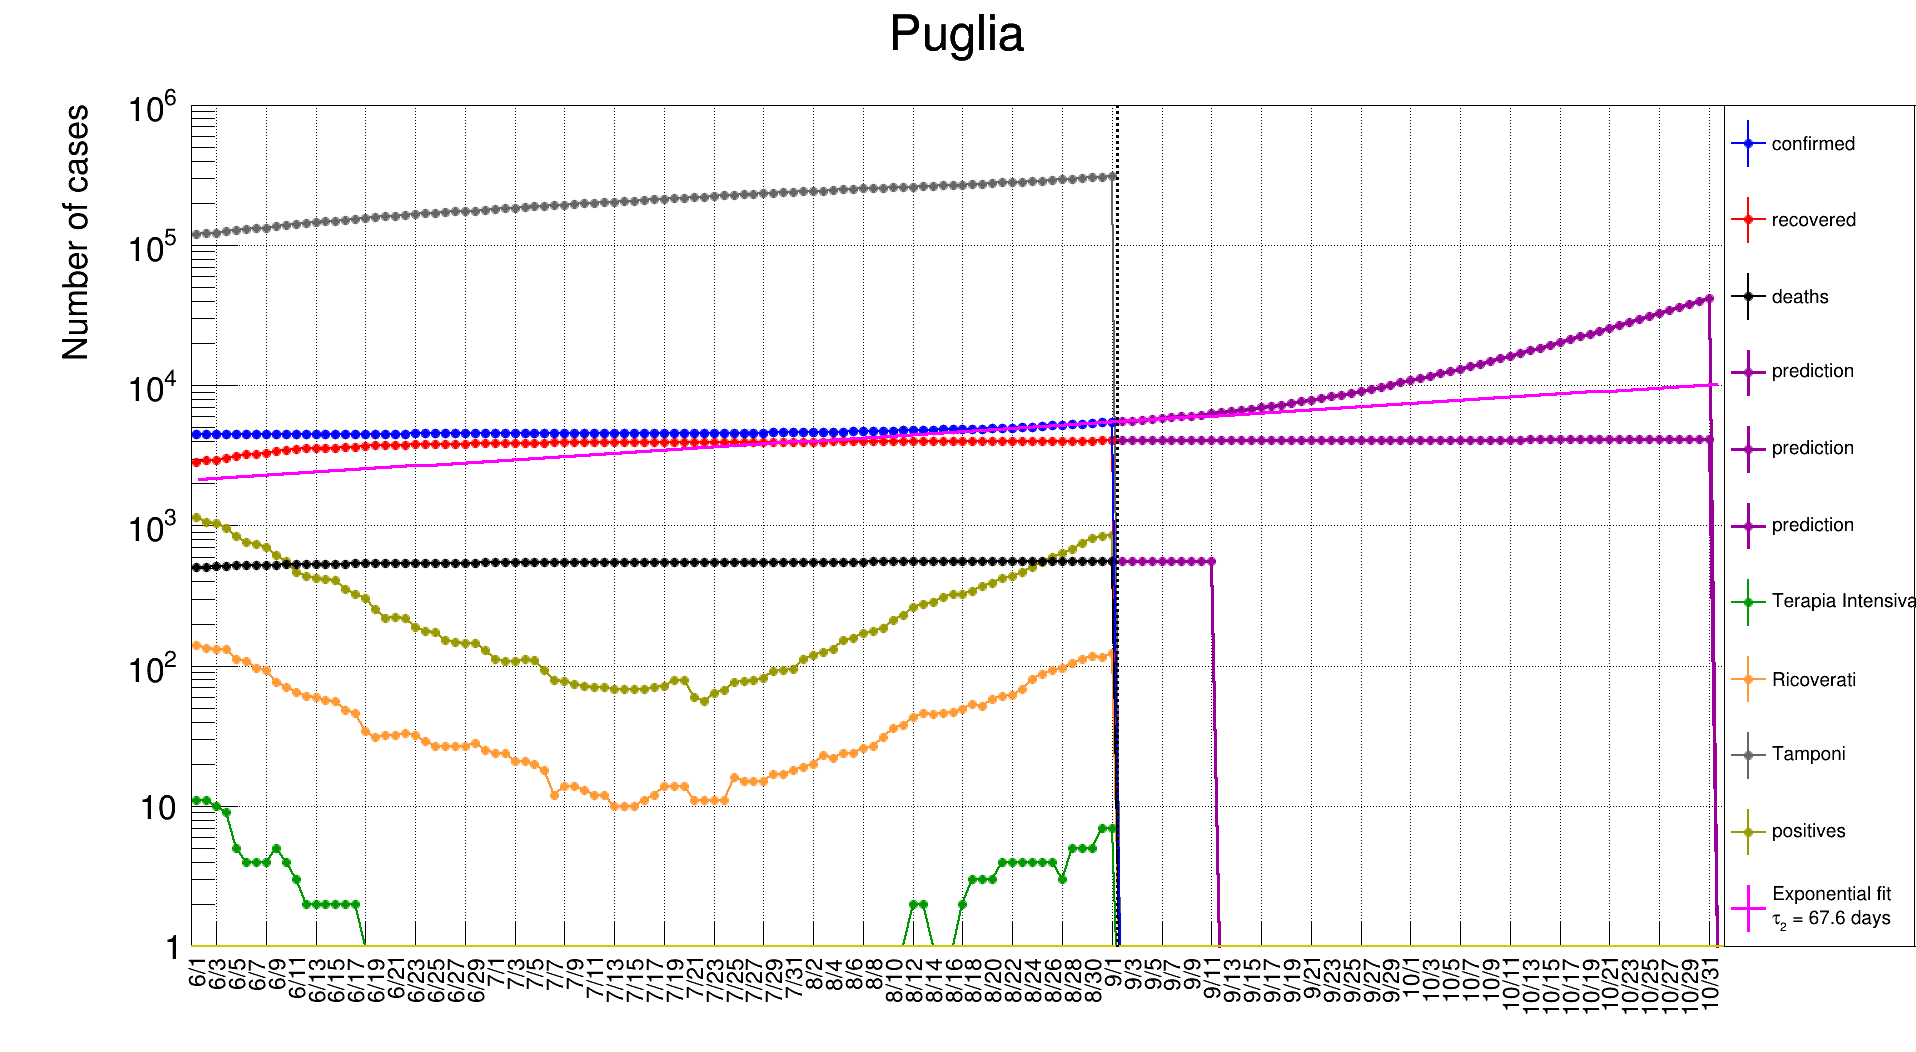 Puglia
Number of cases
10^6
10^5
10^4
10^3
10^2
10
1
6/1 6/3 6/5 6/7 6/9 6/11 6/13 6/15 6/17 6/19 6/21 6/23 6/25 6/27 6/29 7/1 7/3 7/5 7/7 7/9 7/11 7/13 7/15 7/17 7/19 7/21 7/23 7/25 7/27 7/29 7/31 8/2 8/4 8/6 8/8 8/10 8/12 8/14 8/16 8/18 8/20 8/22 8/24 8/26 8/28 8/30 9/1 9/3 9/5 9/7 9/9 9/11 9/13 9/15 9/17 9/19 9/21 9/23 9/25 9/27 9/29 10/1 10/3 10/5 10/7 10/9 10/11 10/13 10/15 10/17 10/19 10/21 10/23 10/25 10/27 10/29 10/31
confirmed
recovered
deaths
prediction
prediction
prediction
Terapia Intensiva
Ricoverati
Tamponi
positives
Exponential fit
τ₂ = 67.6 days